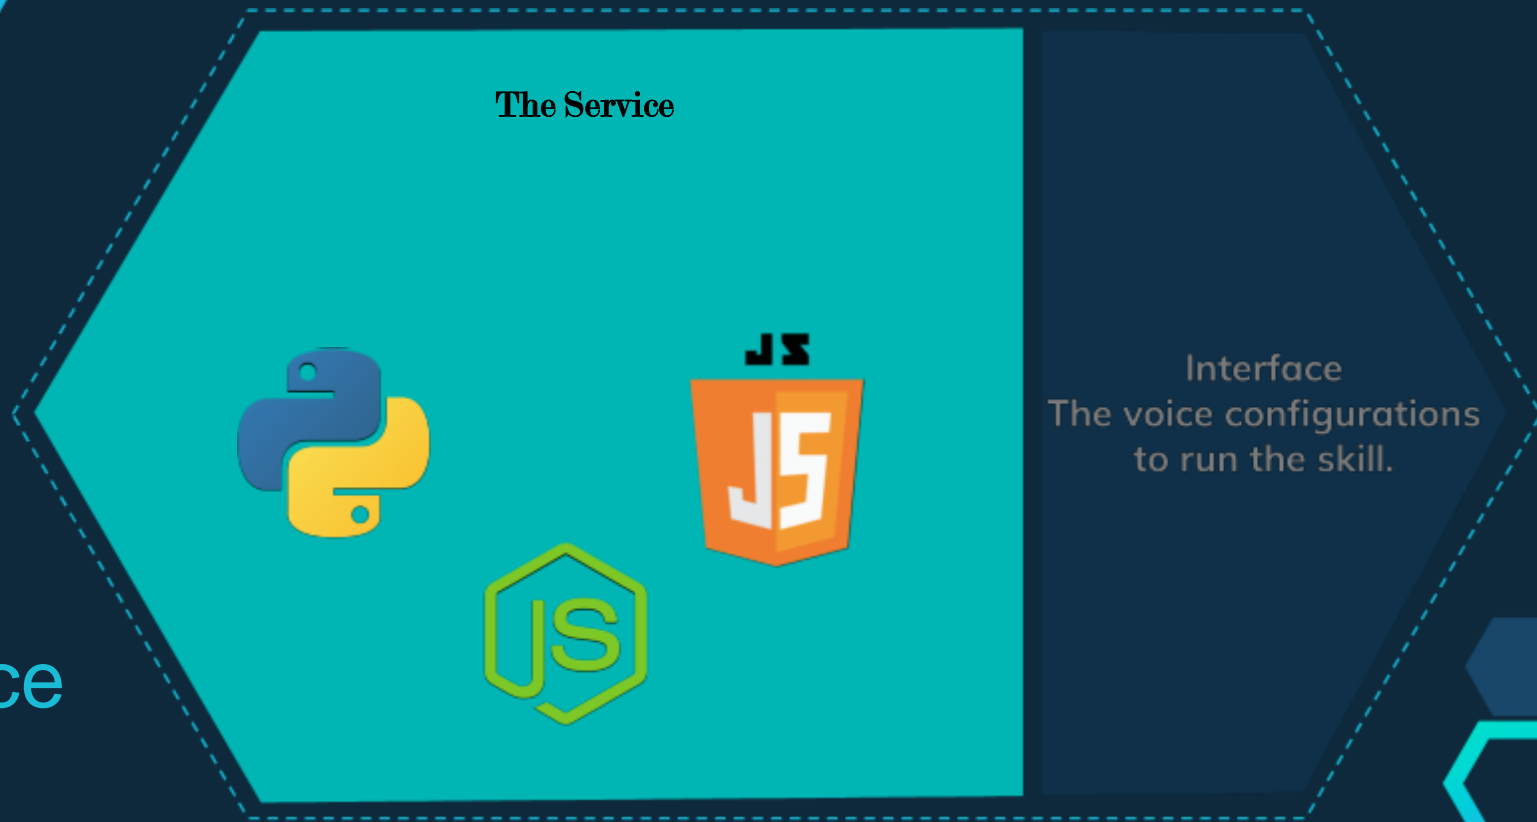 The Service
JS
JS
JS
Interface
The voice configurations
to run the skill.
ce